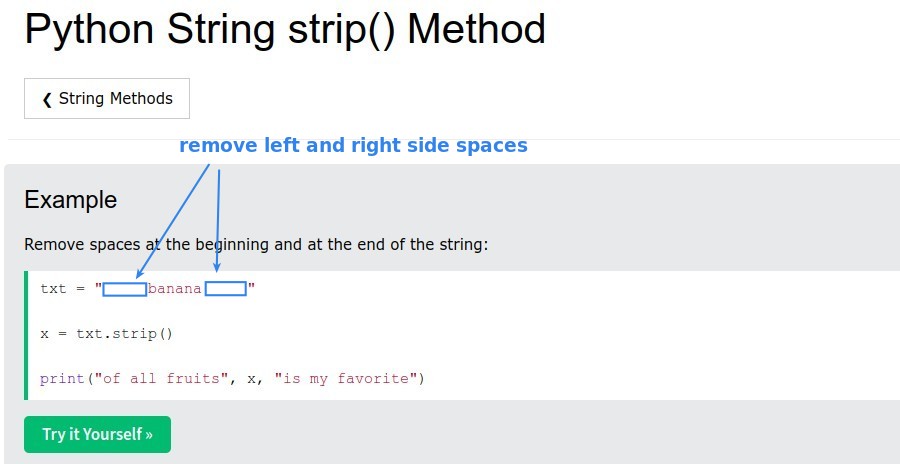 Python String strip() Method
❮ String Methods
remove left and right side spaces
Example
Remove spaces at the beginning and at the end of the string:
txt = "     banana     "
x = txt.strip()
print("of all fruits", x, "is my favorite")
Try it Yourself »